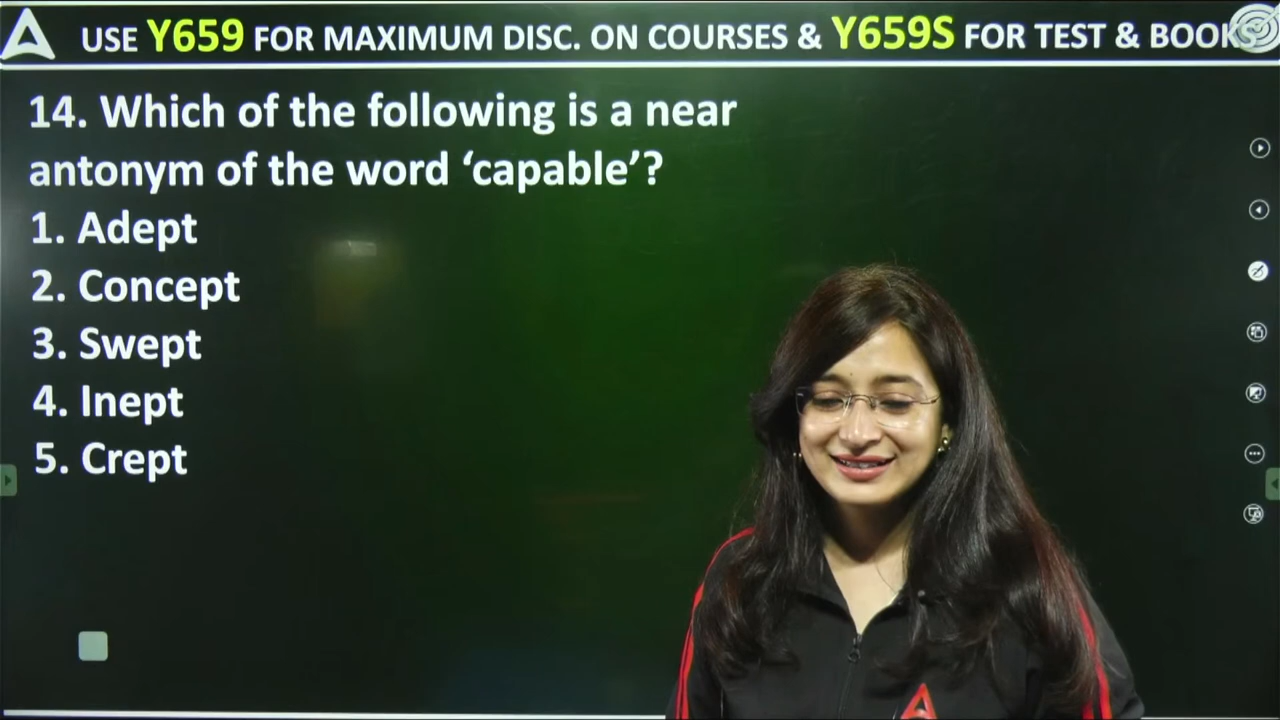 USE Y659 FOR MAXIMUM DISC. ON COURSES & Y659S FOR TEST & BOOKS
14. Which of the following is a near
antonym of the word ‘capable’?
1. Adept
2. Concept
3. Swept
4. Inept
5. Crept